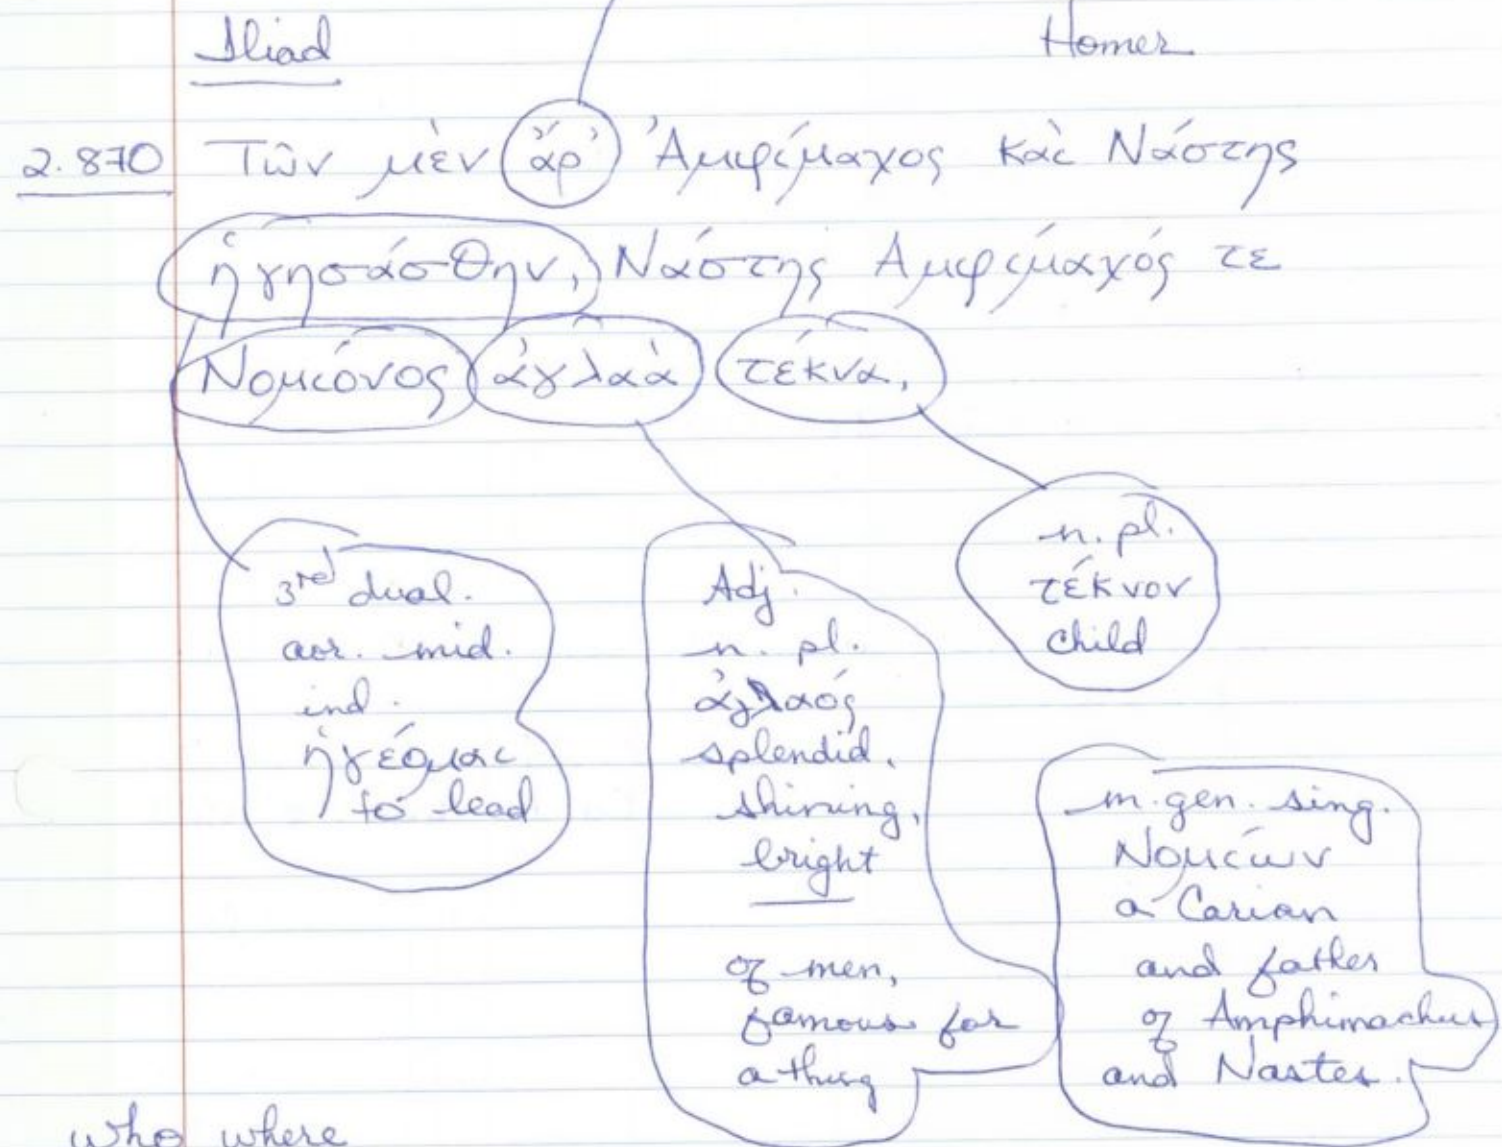 Iliad Homer
2.870 Τῶν μὲν ἄρ' Ἀμφίμαχος καὶ Νάστης
ἡγησάσθην, Νάστης Ἀμφίμαχός τε
Νομίονος ἀγλαὰ τέκνα,
3rd dual.
aor. mid.
ind.
ἡγέομαι
to lead
Adj.
n. pl.
ἀγλαός
splendid,
shining,
bright
of men,
famous for
a thing
n. pl.
τέκνον
child
m. gen. sing.
Νομίων
a Carian
and father
of Amphimachus
and Nastes.
who where